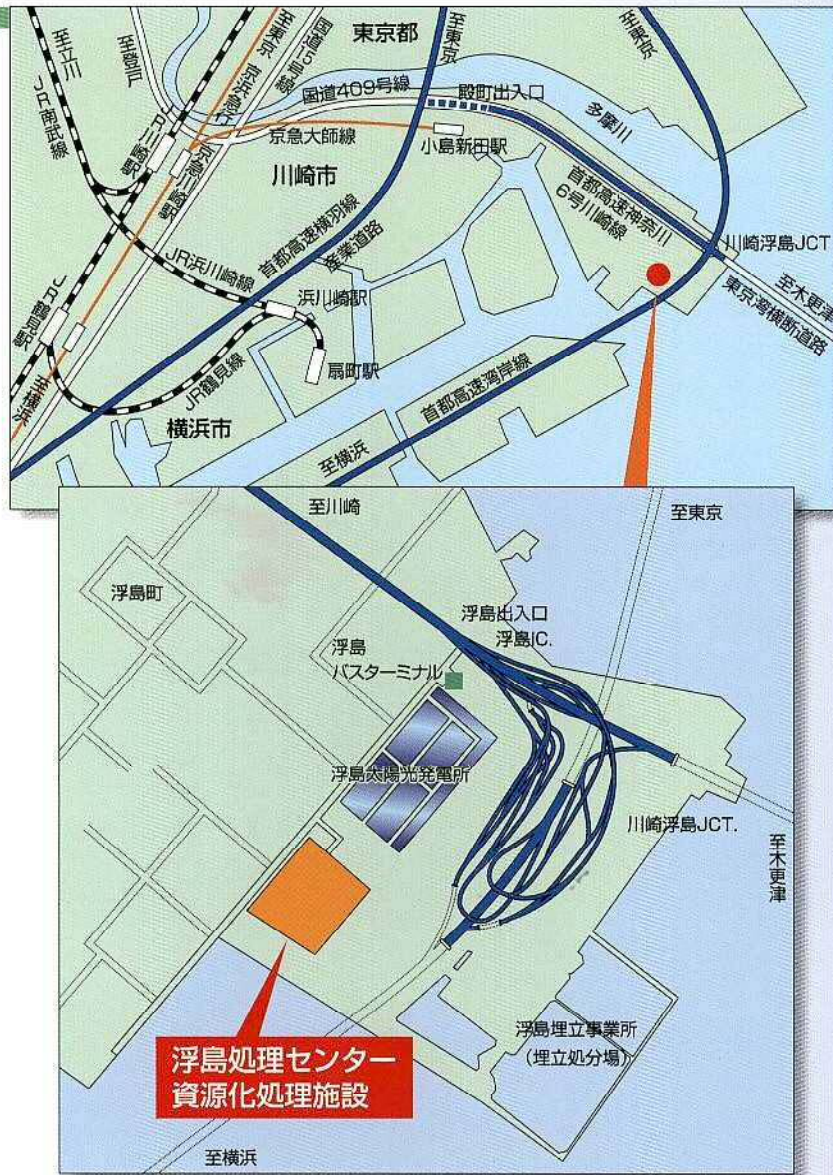 東京都
至立川
至登戸
至東京
京浜急行
至東京
国道15号線
至東京
至東京
国道409号線
殿町出入口
JR南武線
JR川崎駅
京急川崎駅
京急大師線
小島新田駅
多摩川
川崎市
首都高速神奈川
6号川崎線
川崎浮島JCT
首都高速横羽線
産業道路
JR浜川崎線
浜川崎駅
至木更津
東京湾横断道路
JR鶴見駅
扇町駅
JR鶴見線
首都高速湾岸線
至横浜
横浜市
至横浜
至川崎
至東京
浮島町
浮島出入口
浮島IC.
浮島
バスターミナル
浮島太陽光発電所
川崎浮島JCT.
至木更津
浮島埋立事業所
(埋立処分場)
浮島処理センター
資源化処理施設
至横浜